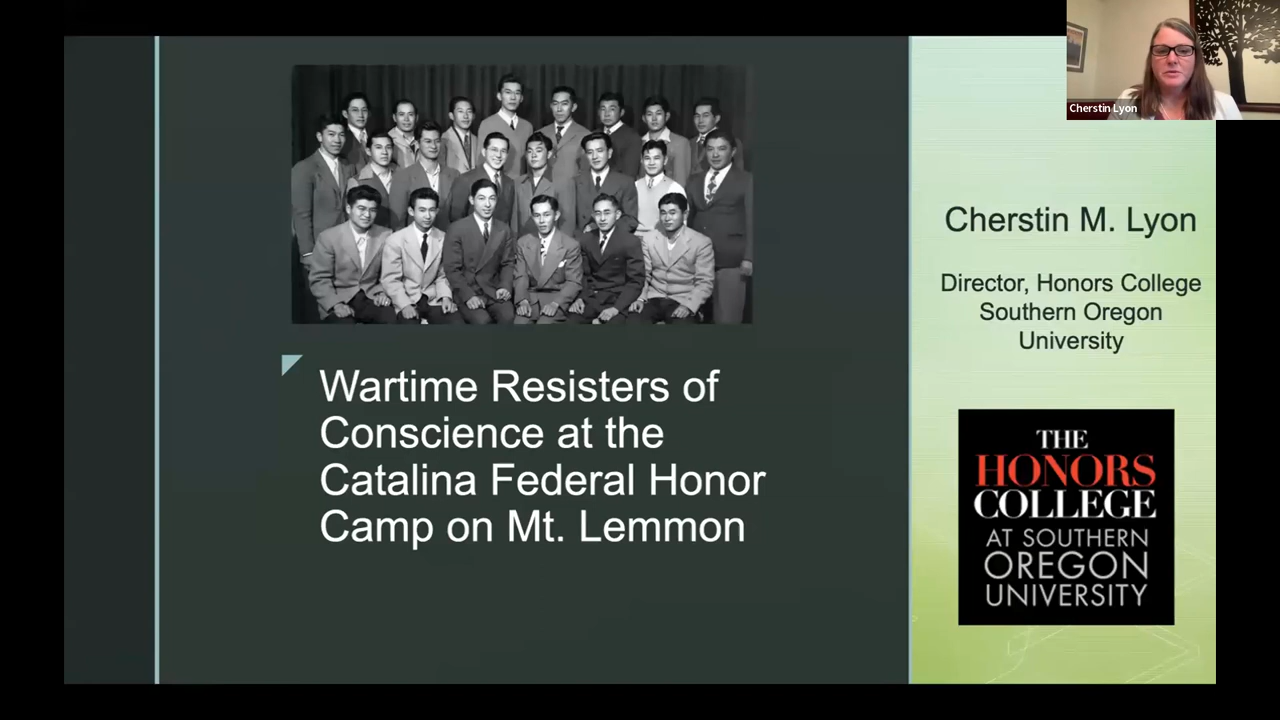 Cherstin Lyon
Cherstin M. Lyon
Director, Honors College
Southern Oregon
University
Wartime Resisters of
Conscience at the
Catalina Federal Honor
Camp on Mt. Lemmon
THE
HONORS
COLLEGE
AT SOUTHERN
OREGON
UNIVERSITY